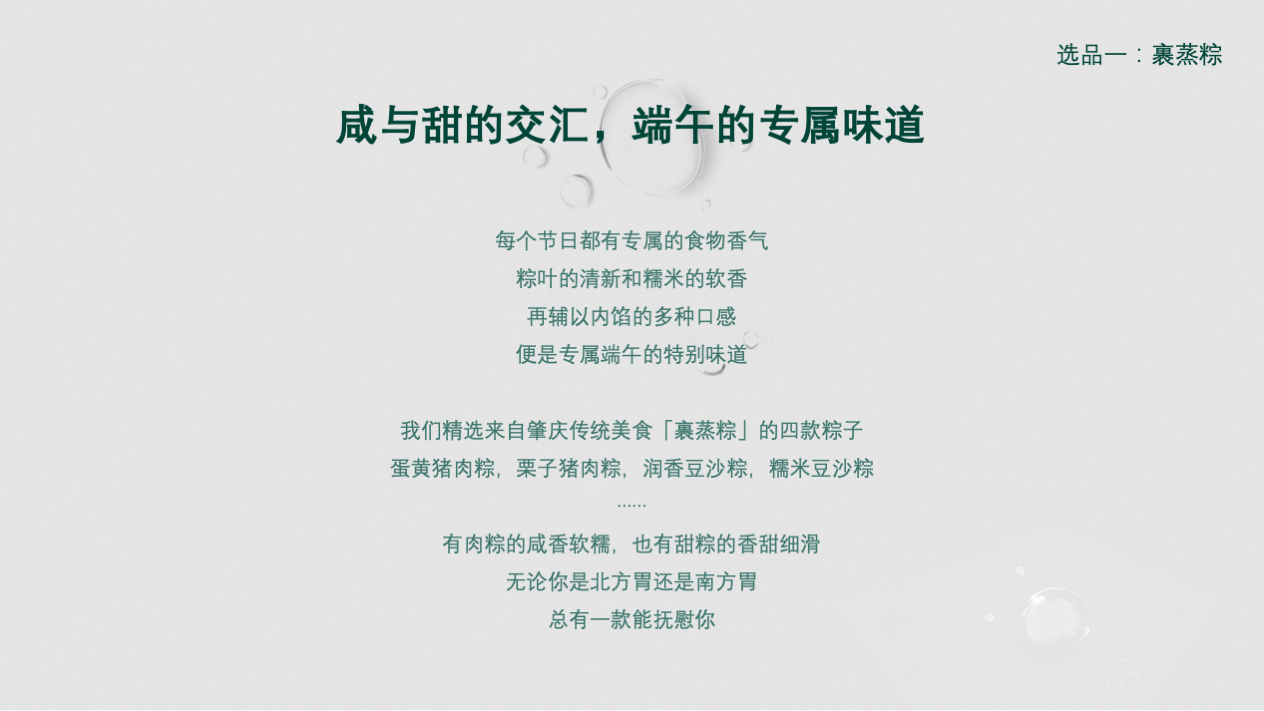 选品一：裹蒸粽
咸与甜的交汇，端午的专属味道
每个节日都有专属的食物香气
粽叶的清新和糯米的软香
再辅以内馅的多种口感
便是专属端午的特别味道
我们精选来自肇庆传统美食「裹蒸粽」的四款粽子
蛋黄猪肉粽，栗子猪肉粽，润香豆沙粽，糯米豆沙粽
……
有肉粽的咸香软糯，也有甜粽的香甜细滑
无论你是北方胃还是南方胃
总有一款能抚慰你